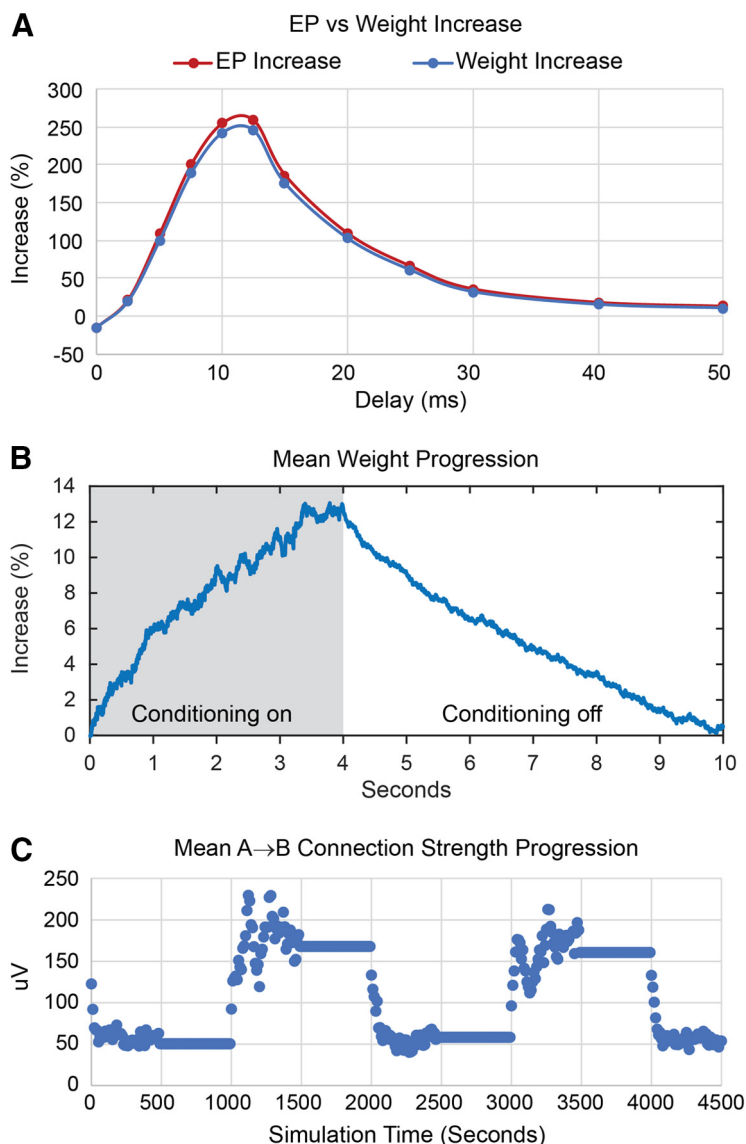 A
EP vs Weight Increase
EP Increase Weight Increase
300
250
200
150
100
50
0
-50
Increase (%)
0 10 20 30 40 50
Delay (ms)
B
Mean Weight Progression
14
12
10
8
6
4
2
0
Increase (%)
Conditioning on Conditioning off
0 1 2 3 4 5 6 7 8 9 10
Seconds
C
Mean A→B Connection Strength Progression
250
200
150
100
50
0
uV
0 500 1000 1500 2000 2500 3000 3500 4000 4500
Simulation Time (Seconds)